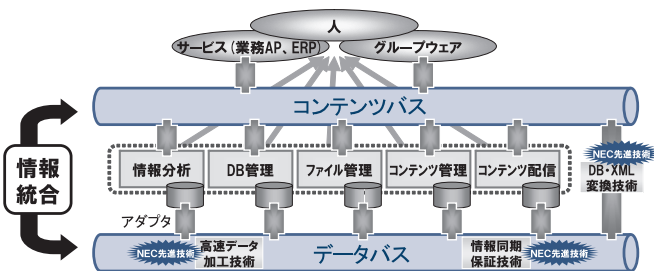 人
サービス(業務AP、ERP)
グループウェア
コンテンツバス
情報
統合
情報分析
DB管理
ファイル管理
コンテンツ管理
コンテンツ配信
NEC先進技術
DB・XML
変換技術
アダプタ
NEC先進技術
高速データ
加工技術
データバス
情報同期
保証技術
NEC先進技術